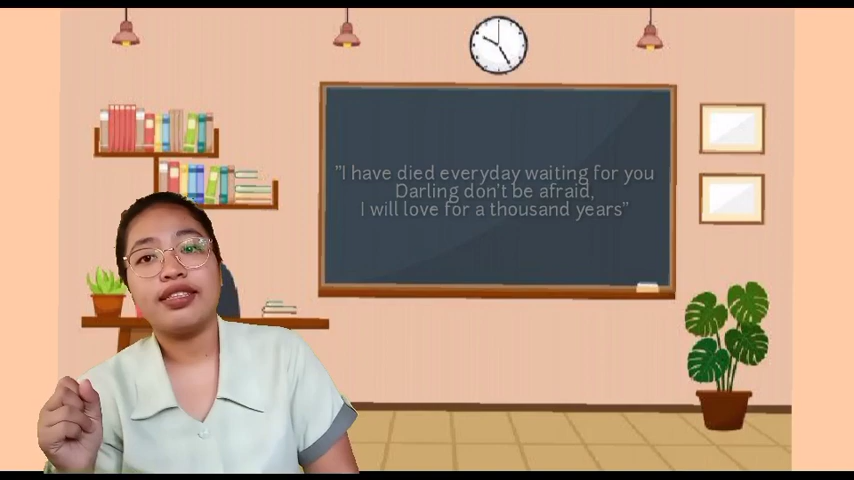 "I have died everyday waiting for you
Darling don't be afraid,
I will love for a thousand years"